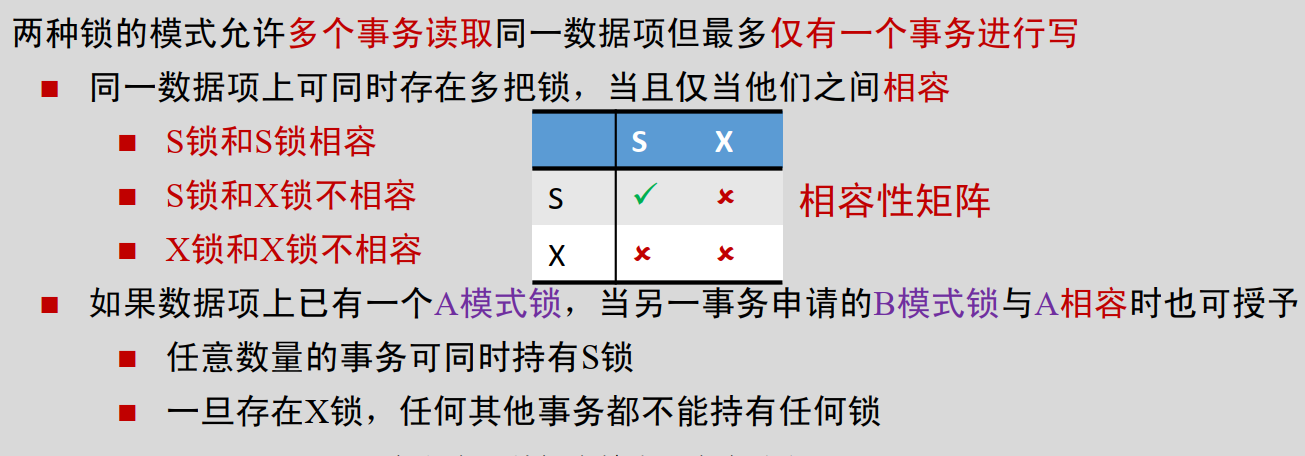 两种锁的模式允许多个事务读取同一数据项但最多仅有一个事务进行写
同一数据项上可同时存在多把锁，当且仅当他们之间相容
S锁和S锁相容
S锁和X锁不相容
X锁和X锁不相容
S X
S ✓ ×
X × ×
相容性矩阵
如果数据项上已有一个A模式锁，当另一事务申请的B模式锁与A相容时也可授予
任意数量的事务可同时持有S锁
一旦存在X锁，任何其他事务都不能持有任何锁